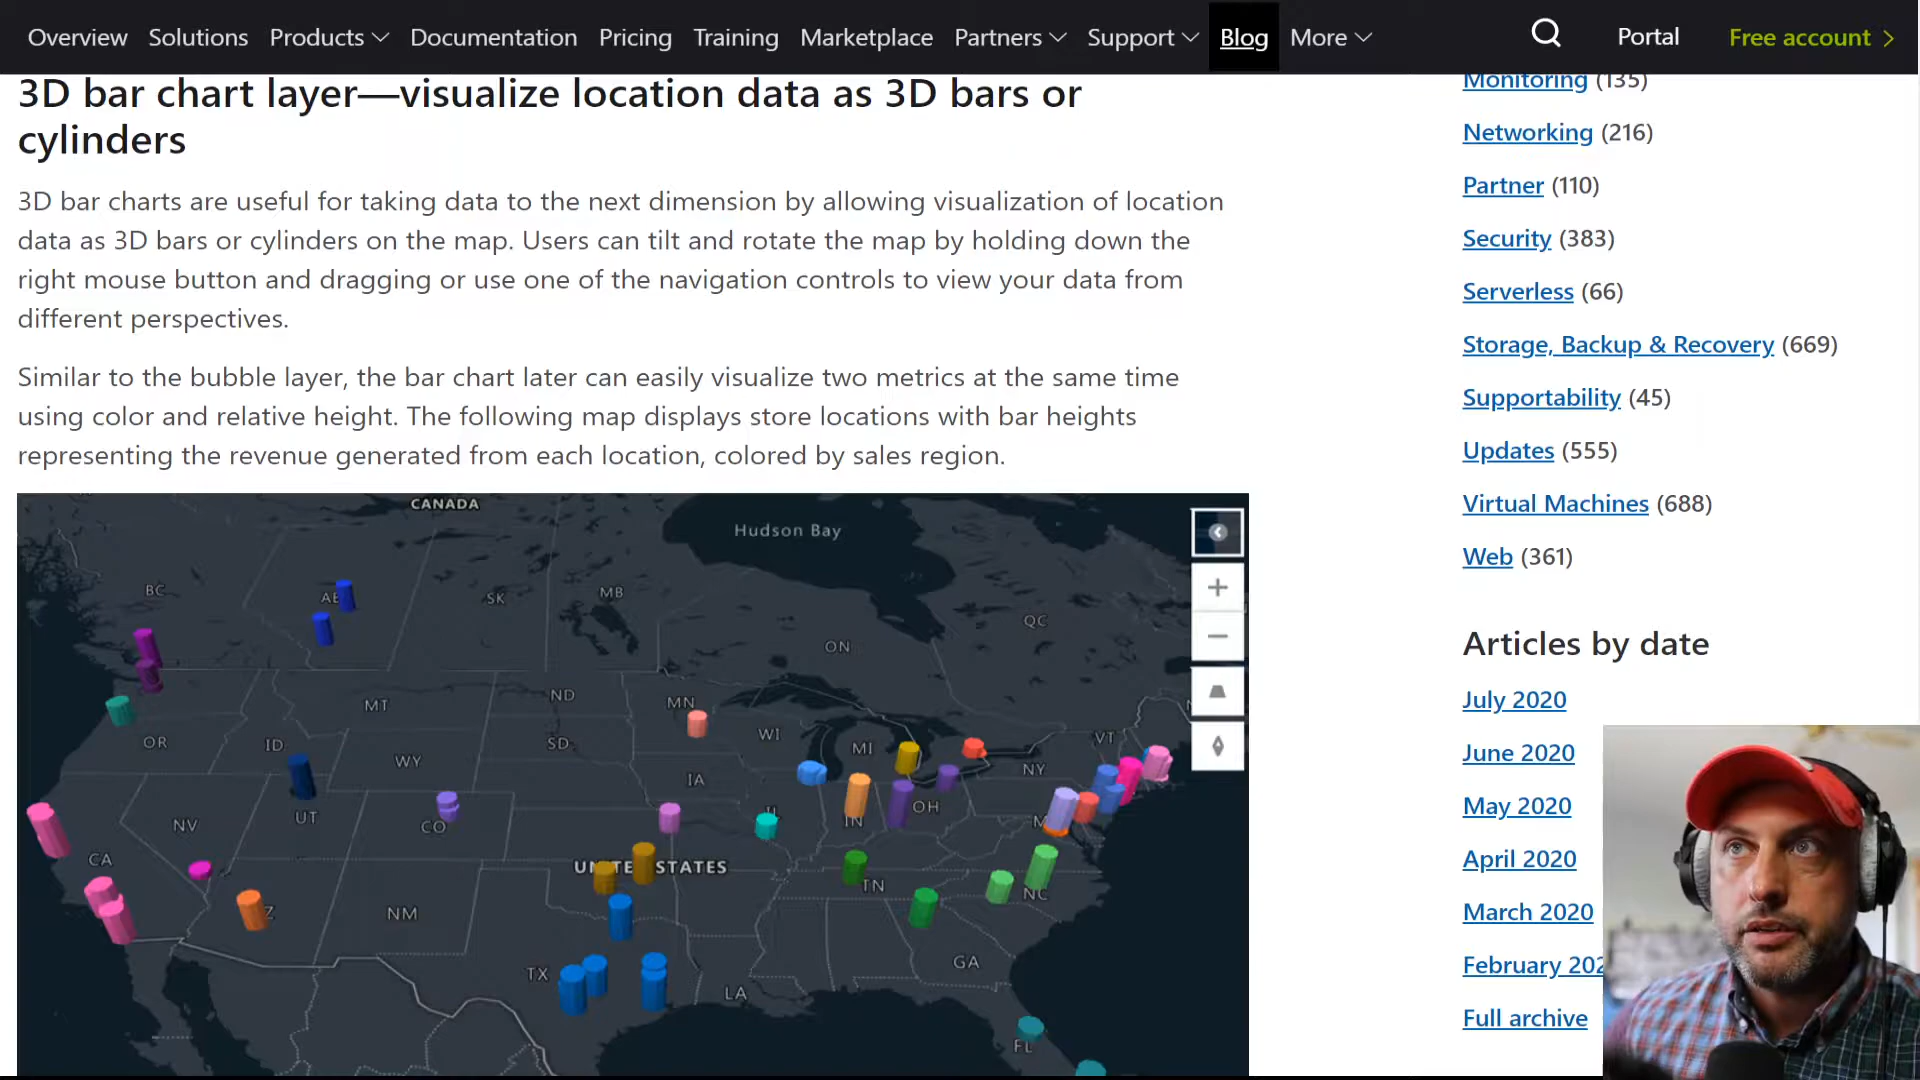 Overview Solutions Products Documentation Pricing Training Marketplace Partners Support Blog More Portal Free account
3D bar chart layer—visualize location data as 3D bars or
cylinders
3D bar charts are useful for taking data to the next dimension by allowing visualization of location
data as 3D bars or cylinders on the map. Users can tilt and rotate the map by holding down the
right mouse button and dragging or use one of the navigation controls to view your data from
different perspectives.
Similar to the bubble layer, the bar chart later can easily visualize two metrics at the same time
using color and relative height. The following map displays store locations with bar heights
representing the revenue generated from each location, colored by sales region.
CANADA
Hudson Bay
BC
SK
MB
QC
ON
MT
ND
MN
OR
ID
WY
SD
WI
MI
VT
NY
IA
NV
UT
CO
IN
OH
CA
UNITED STATES
NM
TN
NC
TX
LA
GA
FL
Monitoring (135)
Networking (216)
Partner (110)
Security (383)
Serverless (66)
Storage, Backup & Recovery (669)
Supportability (45)
Updates (555)
Virtual Machines (688)
Web (361)
Articles by date
July 2020
June 2020
May 2020
April 2020
March 2020
February 202
Full archive